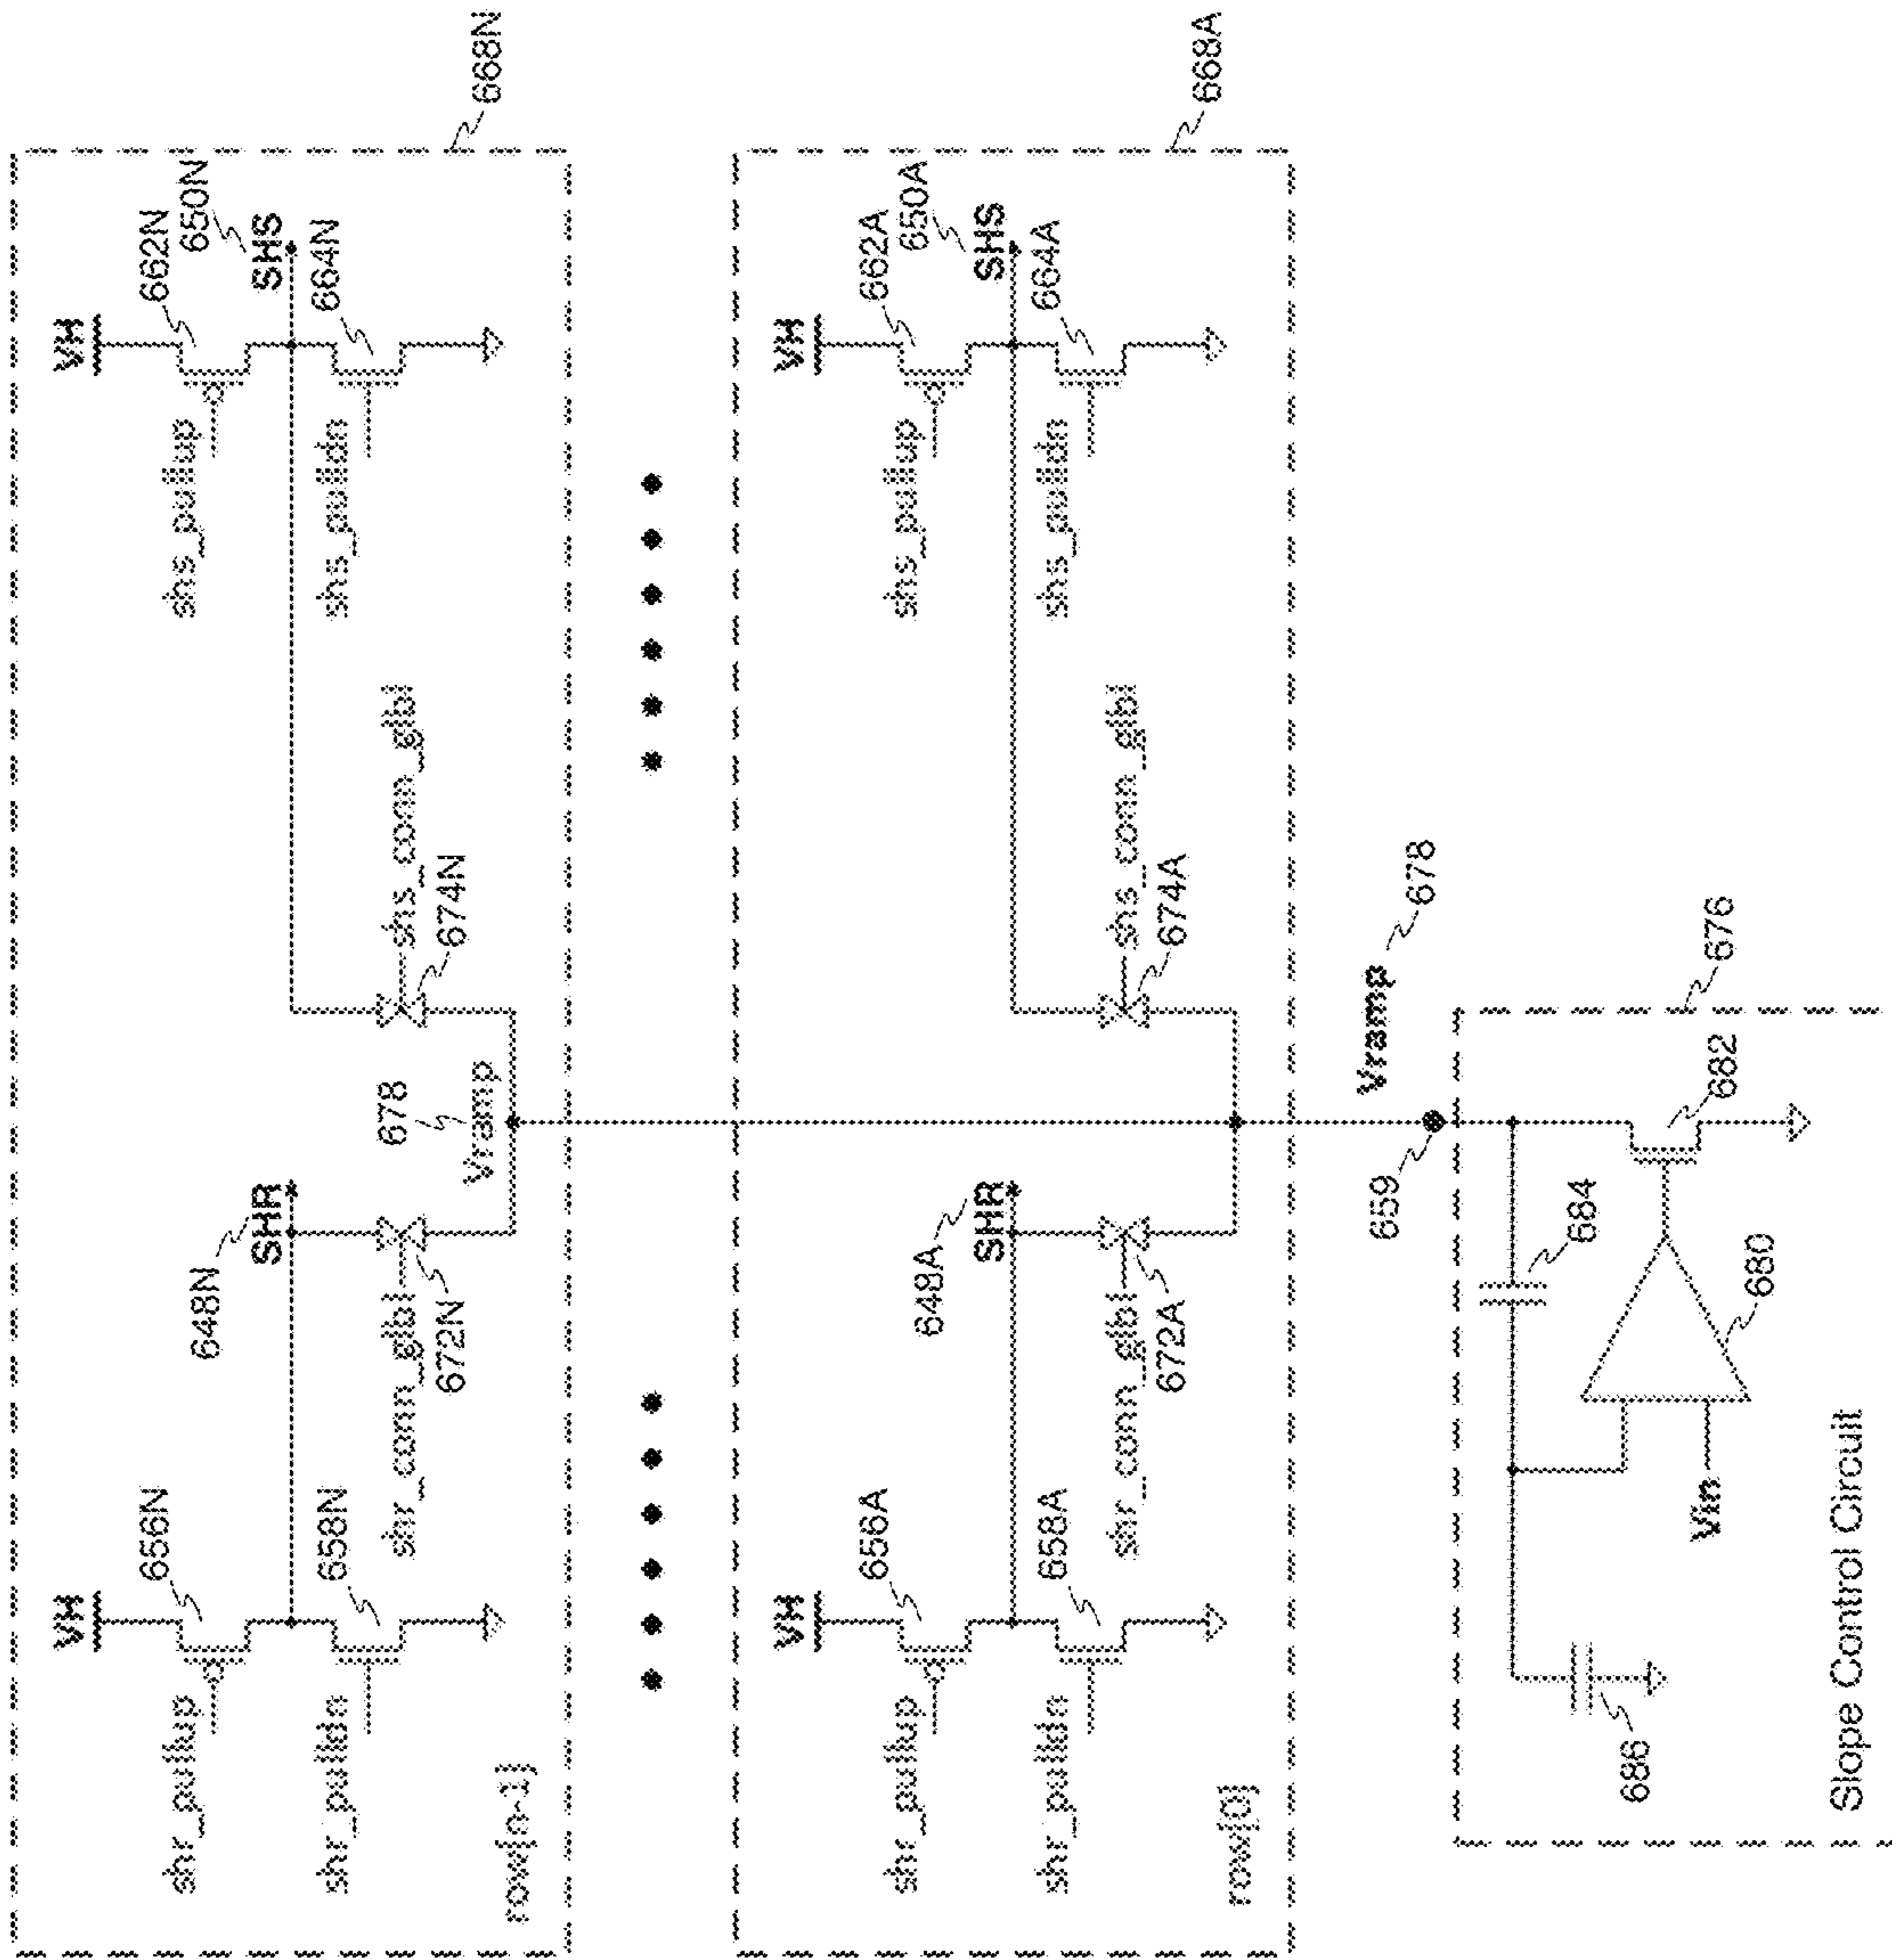 668N
VH
656N
shr_pullup
658N
shr_pulldn
648N
SHR
shr_conn_glbl
672N
678
Vramp
674N
shs_conn_glbl
VH
662N
shs_pullup
650N
SHS
664N
shs_pulldn
row[n-1]
668A
VH
656A
shr_pullup
658A
shr_pulldn
648A
SHR
shr_conn_glbl
672A
674A
shs_conn_glbl
VH
662A
shs_pullup
650A
SHS
664A
shs_pulldn
row[0]
659
Vramp
678
676
684
682
680
686
Vin
Slope Control Circuit